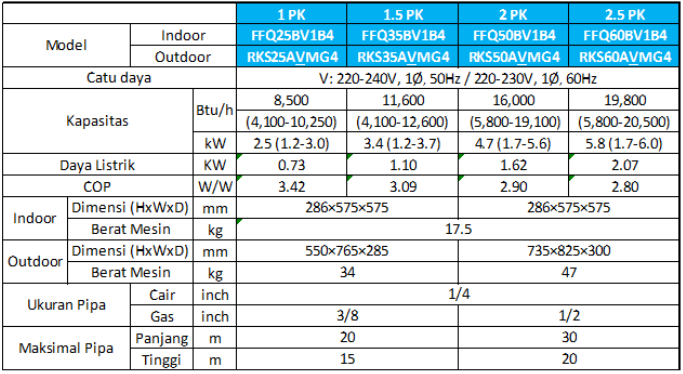 1 PK 1.5 PK 2 PK 2.5 PK
Model Indoor FFQ25BV1B4 FFQ35BV1B4 FFQ50BV1B4 FFQ60BV1B4
Outdoor RKS25AVMG4 RKS35AVMG4 RKS50AVMG4 RKS60AVMG4
Catu daya V: 220-240V, 1Ø, 50Hz / 220-230V, 1Ø, 60Hz
Kapasitas Btu/h 8,500 11,600 16,000 19,800
(4,100-10,250) (4,100-12,600) (5,800-19,100) (5,800-20,500)
kW 2.5 (1.2-3.0) 3.4 (1.2-3.7) 4.7 (1.7-5.6) 5.8 (1.7-6.0)
Daya Listrik KW 0.73 1.10 1.62 2.07
COP W/W 3.42 3.09 2.90 2.80
Indoor Dimensi (HxWxD) mm 286×575×575 286×575×575
Berat Mesin kg 17.5
Outdoor Dimensi (HxWxD) mm 550×765×285 735×825×300
Berat Mesin kg 34 47
Ukuran Pipa Cair inch 1/4
Gas inch 3/8 1/2
Maksimal Pipa Panjang m 20 30
Tinggi m 15 20